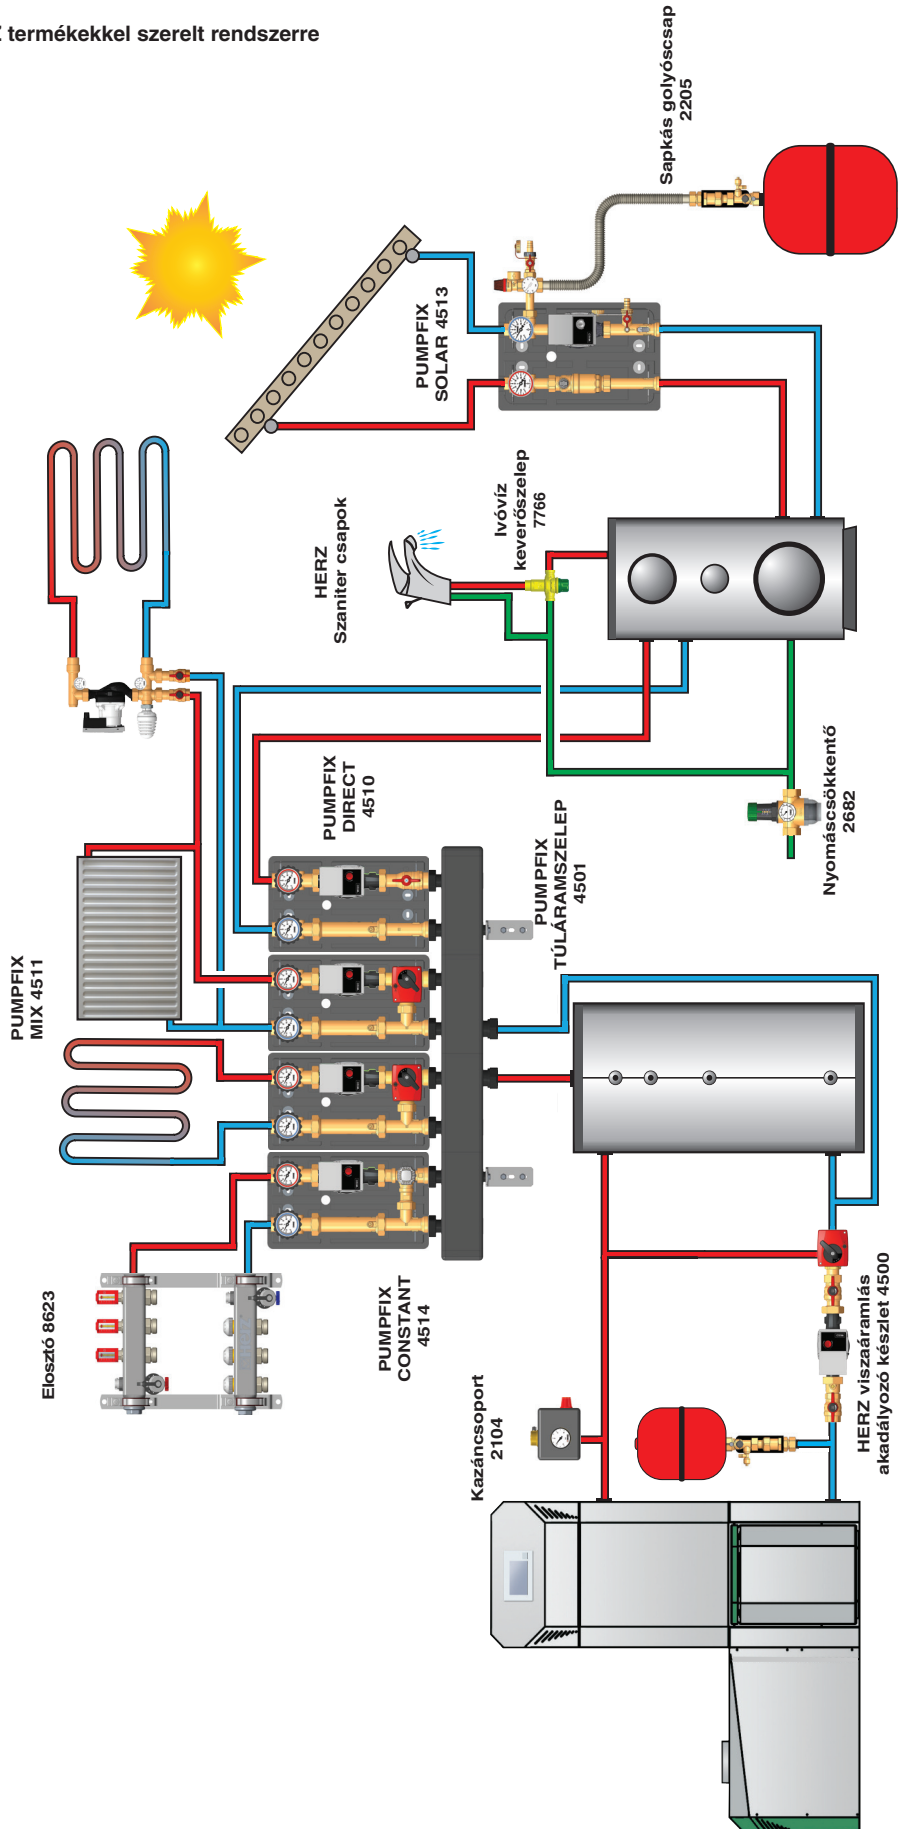 termékekkel szerelt rendszerre
Sapkás golyóscsap
2205
PUMPFIX
SOLAR 4513
HERZ
Szaniter csapok
Ivóvíz
keverőszelep
7766
PUMPFIX
MIX 4511
PUMPFIX
DIRECT
4510
PUMPFIX
TÚLÁRAMSZELEP
4501
Nyomáscsökkentő
2682
Elosztó 8623
PUMPFIX
CONSTANT
4514
Kazáncsoport
2104
HERZ viszaáramlás
akadályozó készlet 4500